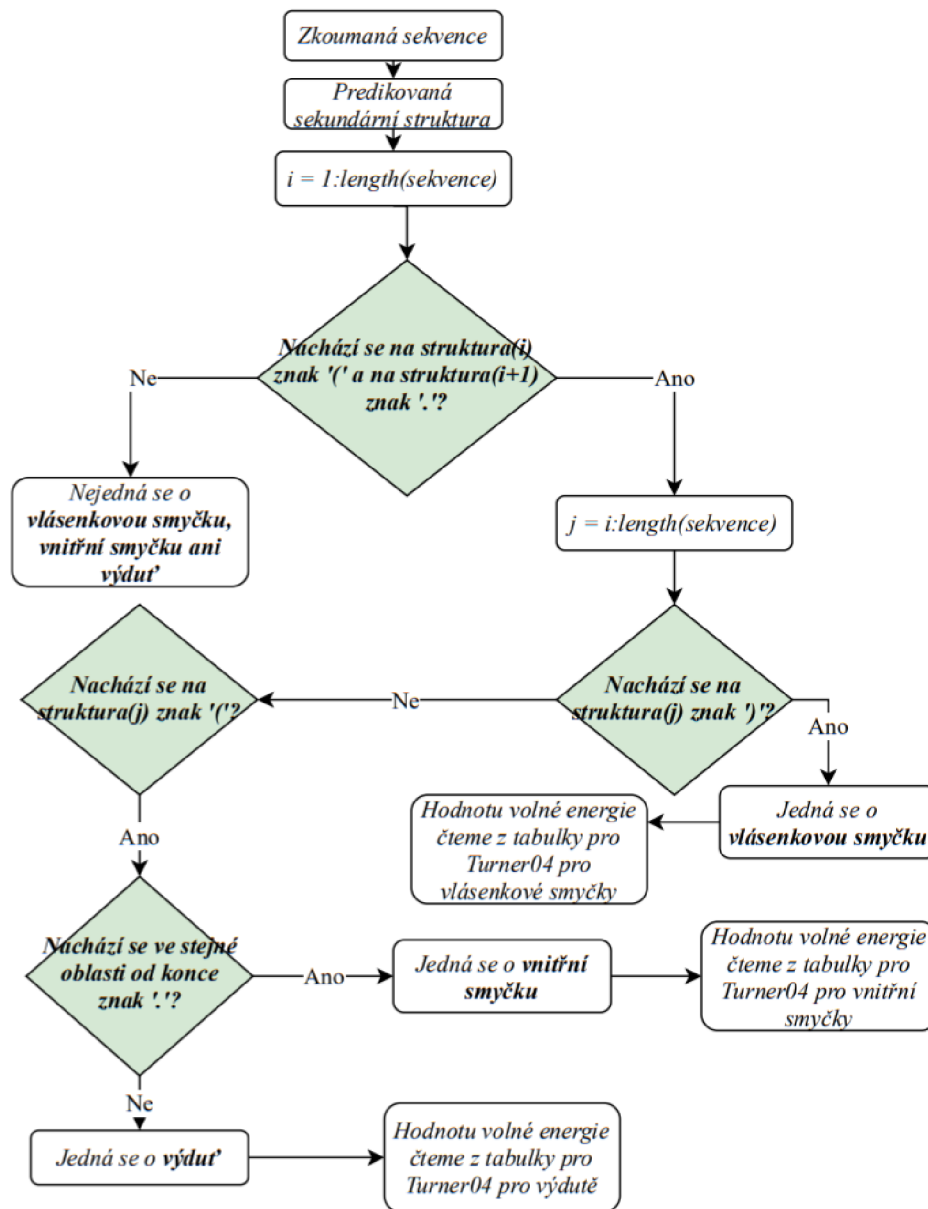 Zkoumaná sekvence
Predikovaná
sekundární struktura
i = 1:length(sekvence)
Nachází se na struktura(i)
znak '(' a na struktura(i+1)
znak '.'?
Ne
Ano
Nejedná se o
vlásenkovou smyčku,
vnitřní smyčku ani
výduť
j = i:length(sekvence)
Nachází se na
struktura(j) znak ')'?
Ne
Nachází se na
struktura(j) znak '('?
Ano
Jedná se o
vlásenkovou smyčku
Hodnotu volné energie
čteme z tabulky pro
Turner04 pro
vlásenkové smyčky
Ano
Nachází se ve stejné
oblasti od konce
znak '.'?
Ano
Jedná se o vnitřní
smyčku
Hodnotu volné energie
čteme z tabulky pro
Turner04 pro vnitřní
smyčky
Ne
Jedná se o výduť
Hodnotu volné energie
čteme z tabulky pro
Turner04 pro výdutě